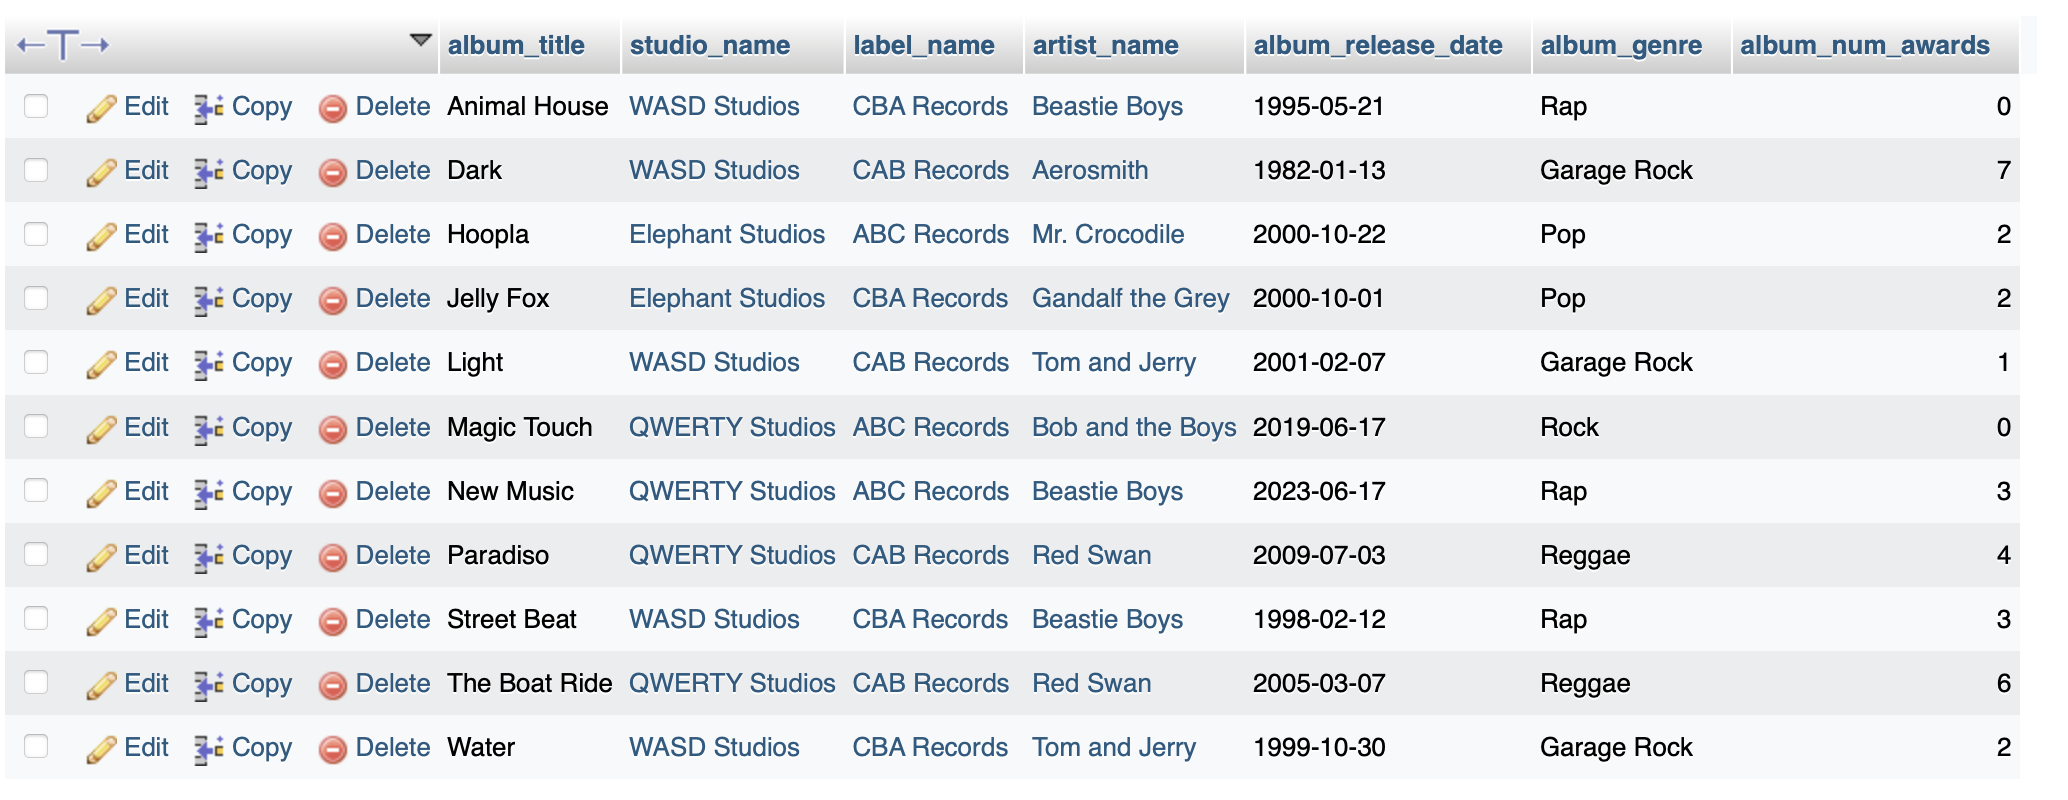 album_title studio_name label_name artist_name album_release_date album_genre album_num_awards
Edit Copy Delete Animal House WASD Studios CBA Records Beastie Boys 1995-05-21 Rap 0
Edit Copy Delete Dark WASD Studios CAB Records Aerosmith 1982-01-13 Garage Rock 7
Edit Copy Delete Hoopla Elephant Studios ABC Records Mr. Crocodile 2000-10-22 Pop 2
Edit Copy Delete Jelly Fox Elephant Studios CBA Records Gandalf the Grey 2000-10-01 Pop 2
Edit Copy Delete Light WASD Studios CAB Records Tom and Jerry 2001-02-07 Garage Rock 1
Edit Copy Delete Magic Touch QWERTY Studios ABC Records Bob and the Boys 2019-06-17 Rock 0
Edit Copy Delete New Music QWERTY Studios ABC Records Beastie Boys 2023-06-17 Rap 3
Edit Copy Delete Paradiso QWERTY Studios CAB Records Red Swan 2009-07-03 Reggae 4
Edit Copy Delete Street Beat WASD Studios CBA Records Beastie Boys 1998-02-12 Rap 3
Edit Copy Delete The Boat Ride QWERTY Studios CAB Records Red Swan 2005-03-07 Reggae 6
Edit Copy Delete Water WASD Studios CBA Records Tom and Jerry 1999-10-30 Garage Rock 2